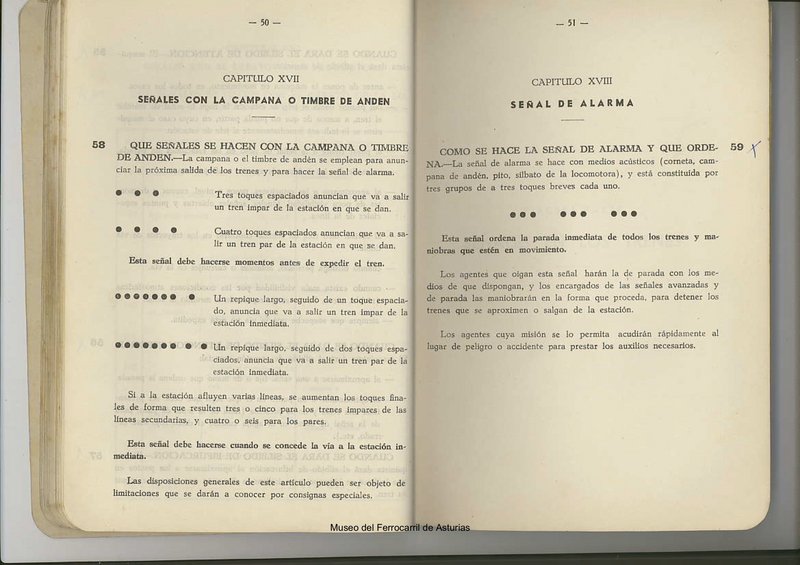 — 50 —
CAPITULO XVII
SEÑALES CON LA CAMPANA O TIMBRE DE ANDEN
58 QUE SEÑALES SE HACEN CON LA CAMPANA O TIMBRE
DE ANDEN.—La campana o el timbre de andén se emplean para anun-
ciar la próxima salida de los trenes y para hacer la señal de alarma.
Tres toques espaciados anuncian que va a salir
un tren impar de la estación en que se dan.
Cuatro toques espaciados anuncian que va a sa-
lir un tren par de la estación en que se dan.
Esta señal debe hacerse momentos antes de expedir el tren.
Un repique largo, seguido de un toque espacia-
do, anuncia que va a salir un tren impar de la
estación inmediata.
Un repique largo, seguido de dos toques espa-
ciados, anuncia que va a salir un tren par de la
estación inmediata.
Si a la estación afluyen varias líneas, se aumentan los toques fina-
les de forma que resulten tres o cinco para los trenes impares de las
líneas secundarias, y cuatro o seis para los pares.
Esta señal debe hacerse cuando se concede la vía a la estación in-
mediata.
Las disposiciones generales de este artículo pueden ser objeto de
limitaciones que se darán a conocer por consignas especiales.
— 51 —
CAPITULO XVIII
SEÑAL DE ALARMA
COMO SE HACE LA SEÑAL DE ALARMA Y QUE ORDE- 59
NA.—La señal de alarma se hace con medios acústicos (corneta, cam-
pana de andén, pito, silbato de la locomotora), y está constituida por
tres grupos de a tres toques breves cada uno.
Esta señal ordena la parada inmediata de todos los trenes y ma-
niobras que estén en movimiento.
Los agentes que oigan esta señal harán la de parada con los me-
dios de que dispongan, y los encargados de las señales avanzadas y
de parada las maniobrarán en la forma que proceda, para detener los
trenes que se aproximen o salgan de la estación.
Los agentes cuya misión se lo permita acudirán rápidamente al
lugar de peligro o accidente para prestar los auxilios necesarios.
Museo del Ferrocarril de Asturias